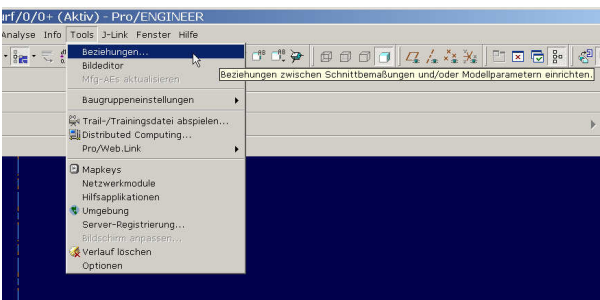 urf/0/0+ (Aktiv) - Pro/ENGINEER
Analyse Info Tools J-Link Fenster Hilfe
Beziehungen...
Bildeditor
Mfg-AEs aktualisieren
Beziehungen zwischen Schnittbemaßungen und/oder Modellparametern einrichten.
Baugruppeneinstellungen
Trail-/Trainingsdatei abspielen...
Distributed Computing...
Pro/Web.Link
Mapkeys
Netzwerkmodule
Hilfsapplikationen
Umgebung
Server-Registrierung...
Bildschirm anpassen...
Verlauf löschen
Optionen